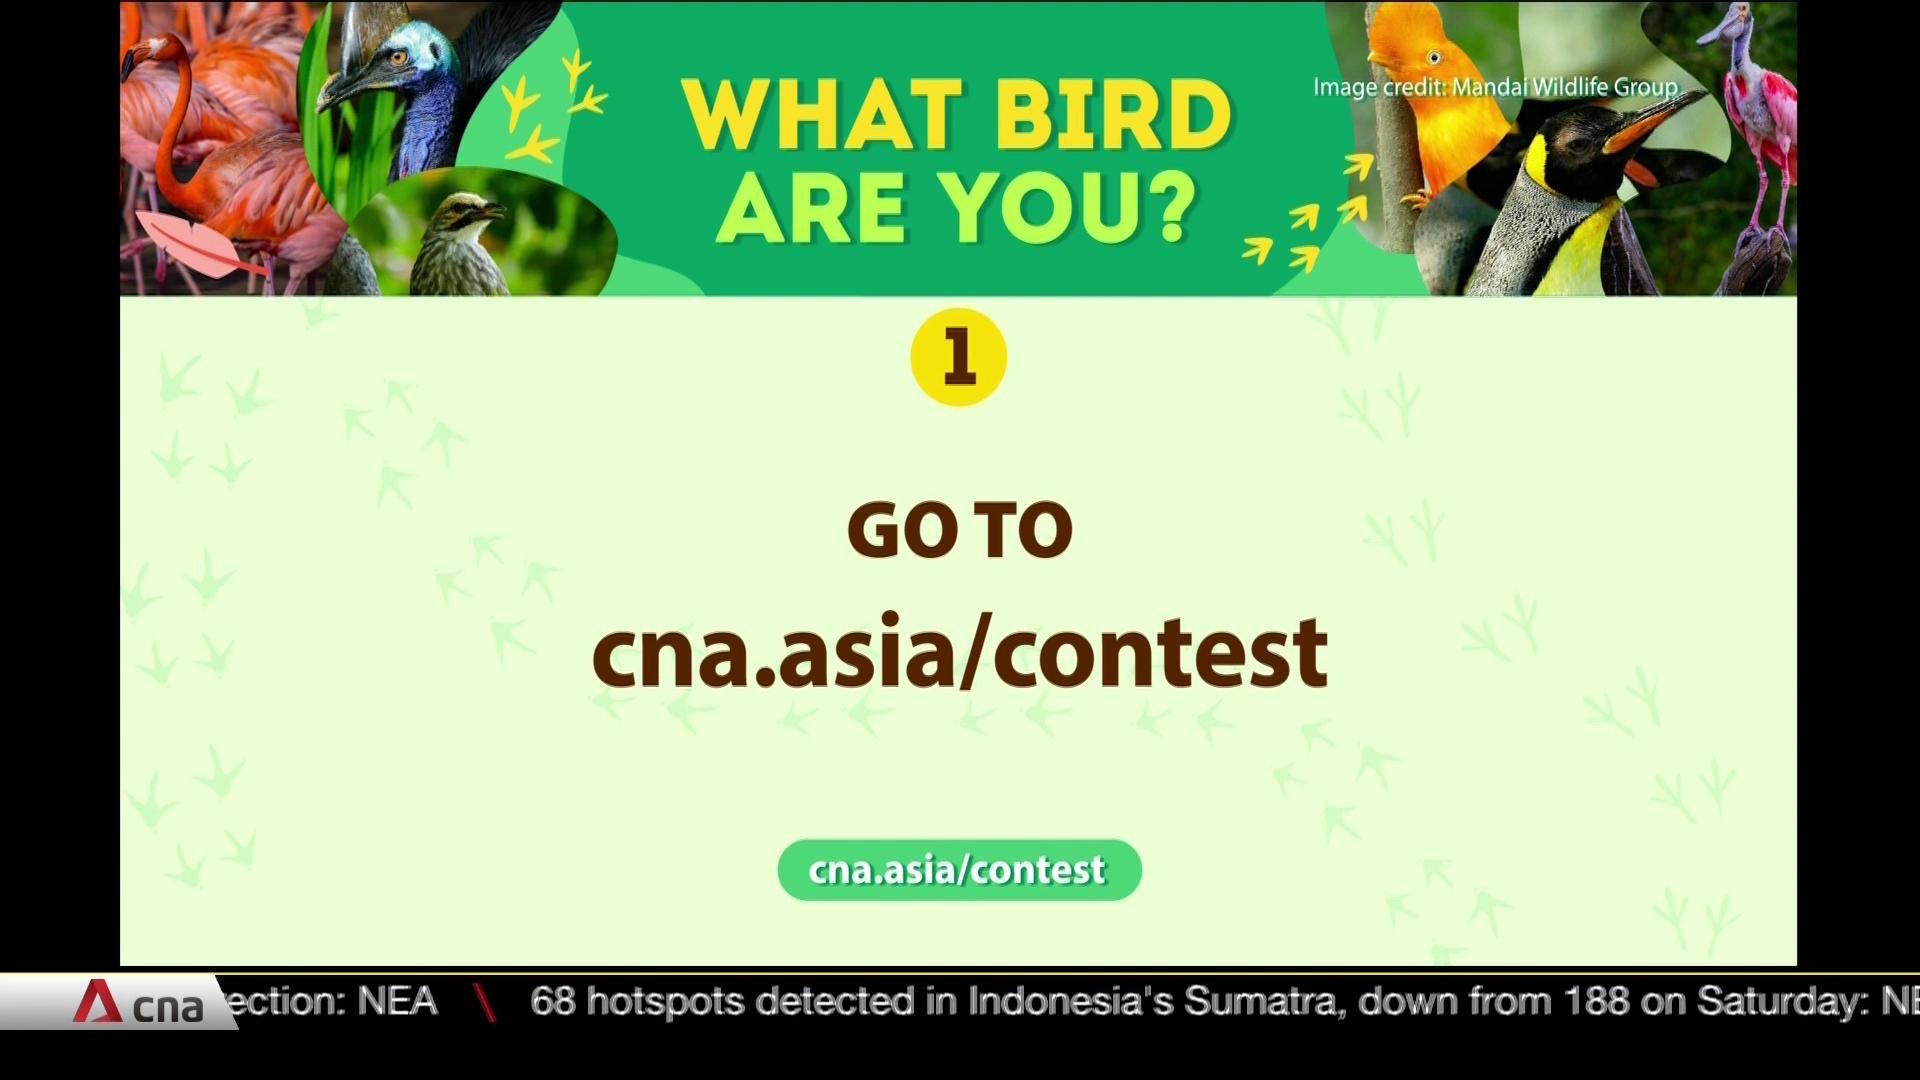 WHAT BIRD
ARE YOU?
Image credit: Mandai Wildlife Group
1
GO TO
cna.asia/contest
cna.asia/contest
cna
ection: NEA \ 68 hotspots detected in Indonesia's Sumatra, down from 188 on Saturday: NE